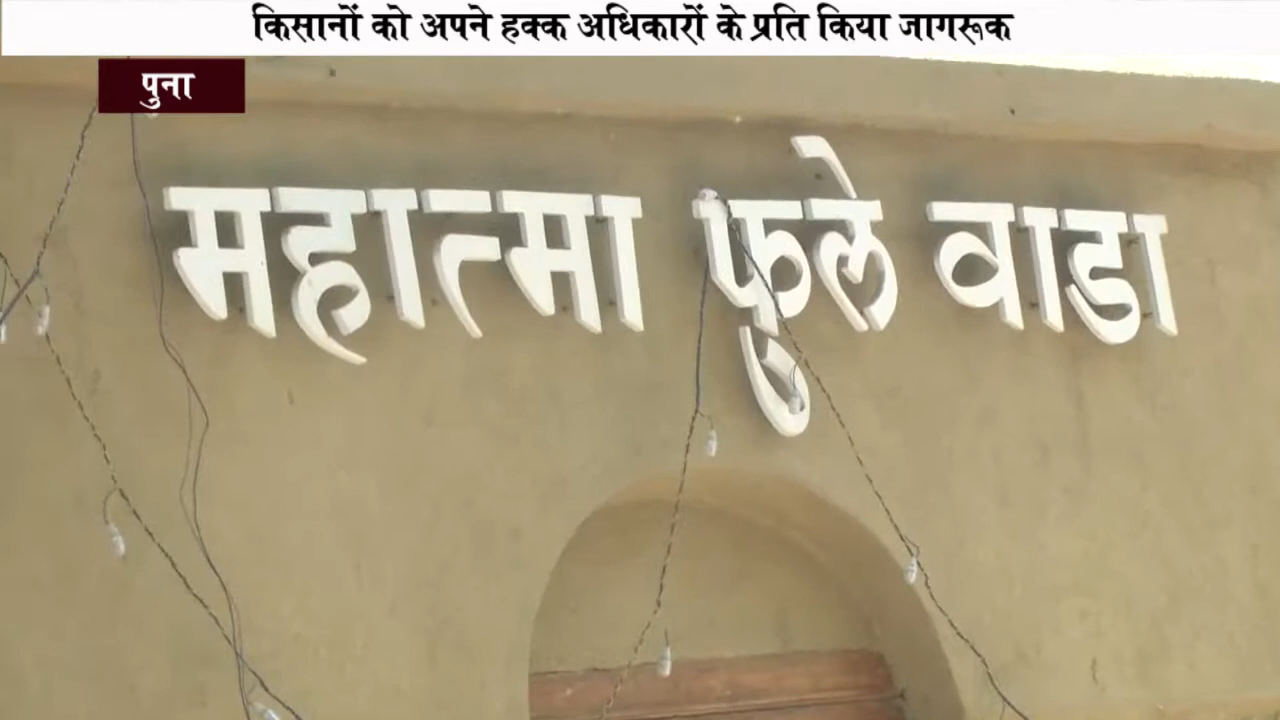 किसानों को अपने हक्क अधिकारों के प्रति किया जागरूक
पुना
महात्मा फुले वाडा